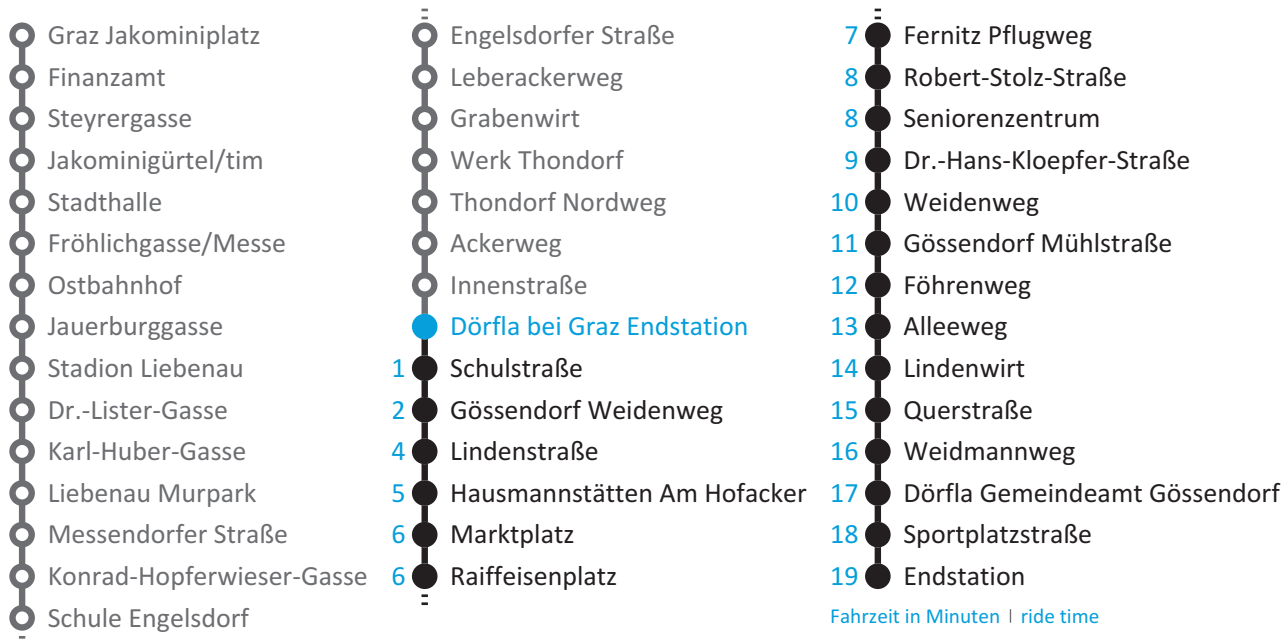 Graz Jakominiplatz
Finanzamt
Steyrergasse
Jakominigürtel/tim
Stadthalle
Fröhlichgasse/Messe
Ostbahnhof
Jauerburggasse
Stadion Liebenau
Dr.-Lister-Gasse
Karl-Huber-Gasse
Liebenau Murpark
Messendorfer Straße
Konrad-Hopferwieser-Gasse
Schule Engelsdorf
Engelsdorfer Straße
Leberackerweg
Grabenwirt
Werk Thondorf
Thondorf Nordweg
Ackerweg
Innenstraße
Dörfla bei Graz Endstation
1 Schulstraße
2 Gössendorf Weidenweg
4 Lindenstraße
5 Hausmannstätten Am Hofacker
6 Marktplatz
6 Raiffeisenplatz
7 Fernitz Pflugweg
8 Robert-Stolz-Straße
8 Seniorenzentrum
9 Dr.-Hans-Kloepfer-Straße
10 Weidenweg
11 Gössendorf Mühlstraße
12 Föhrenweg
13 Alleeweg
14 Lindenwirt
15 Querstraße
16 Weidmannweg
17 Dörfla Gemeindeamt Gössendorf
18 Sportplatzstraße
19 Endstation
Fahrzeit in Minuten | ride time